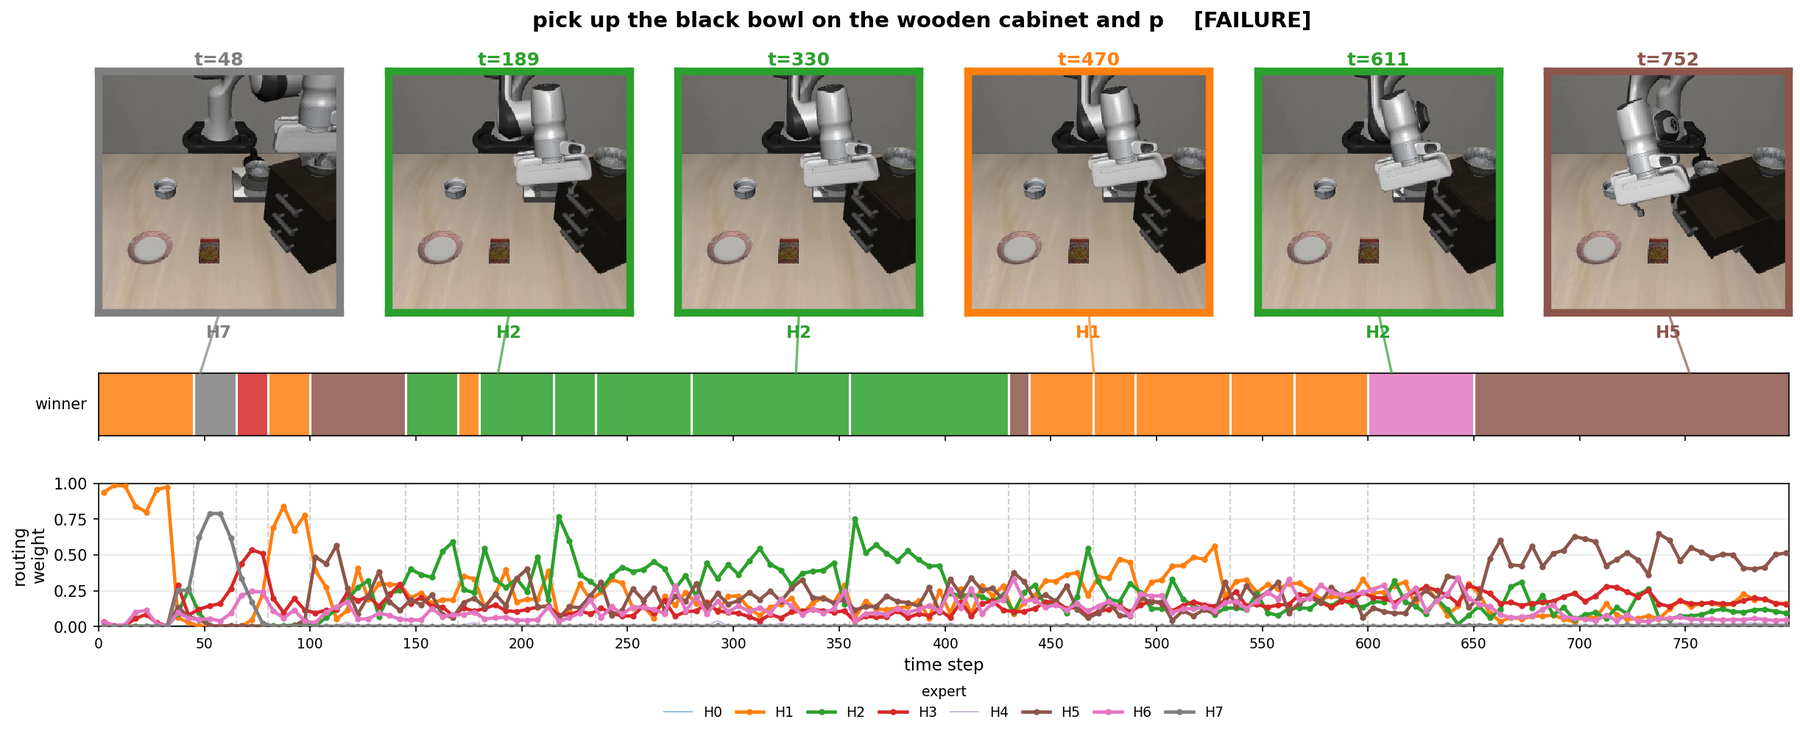 pick up the black bowl on the wooden cabinet and p [FAILURE]
t=48 t=189 t=330 t=470 t=611 t=752
H7 H2 H2 H1 H2 H5
winner
1.00
0.75
0.50
0.25
0.00
routing
weight
0 50 100 150 200 250 300 350 400 450 500 550 600 650 700 750
time step
expert
H0 H1 H2 H3 H4 H5 H6 H7